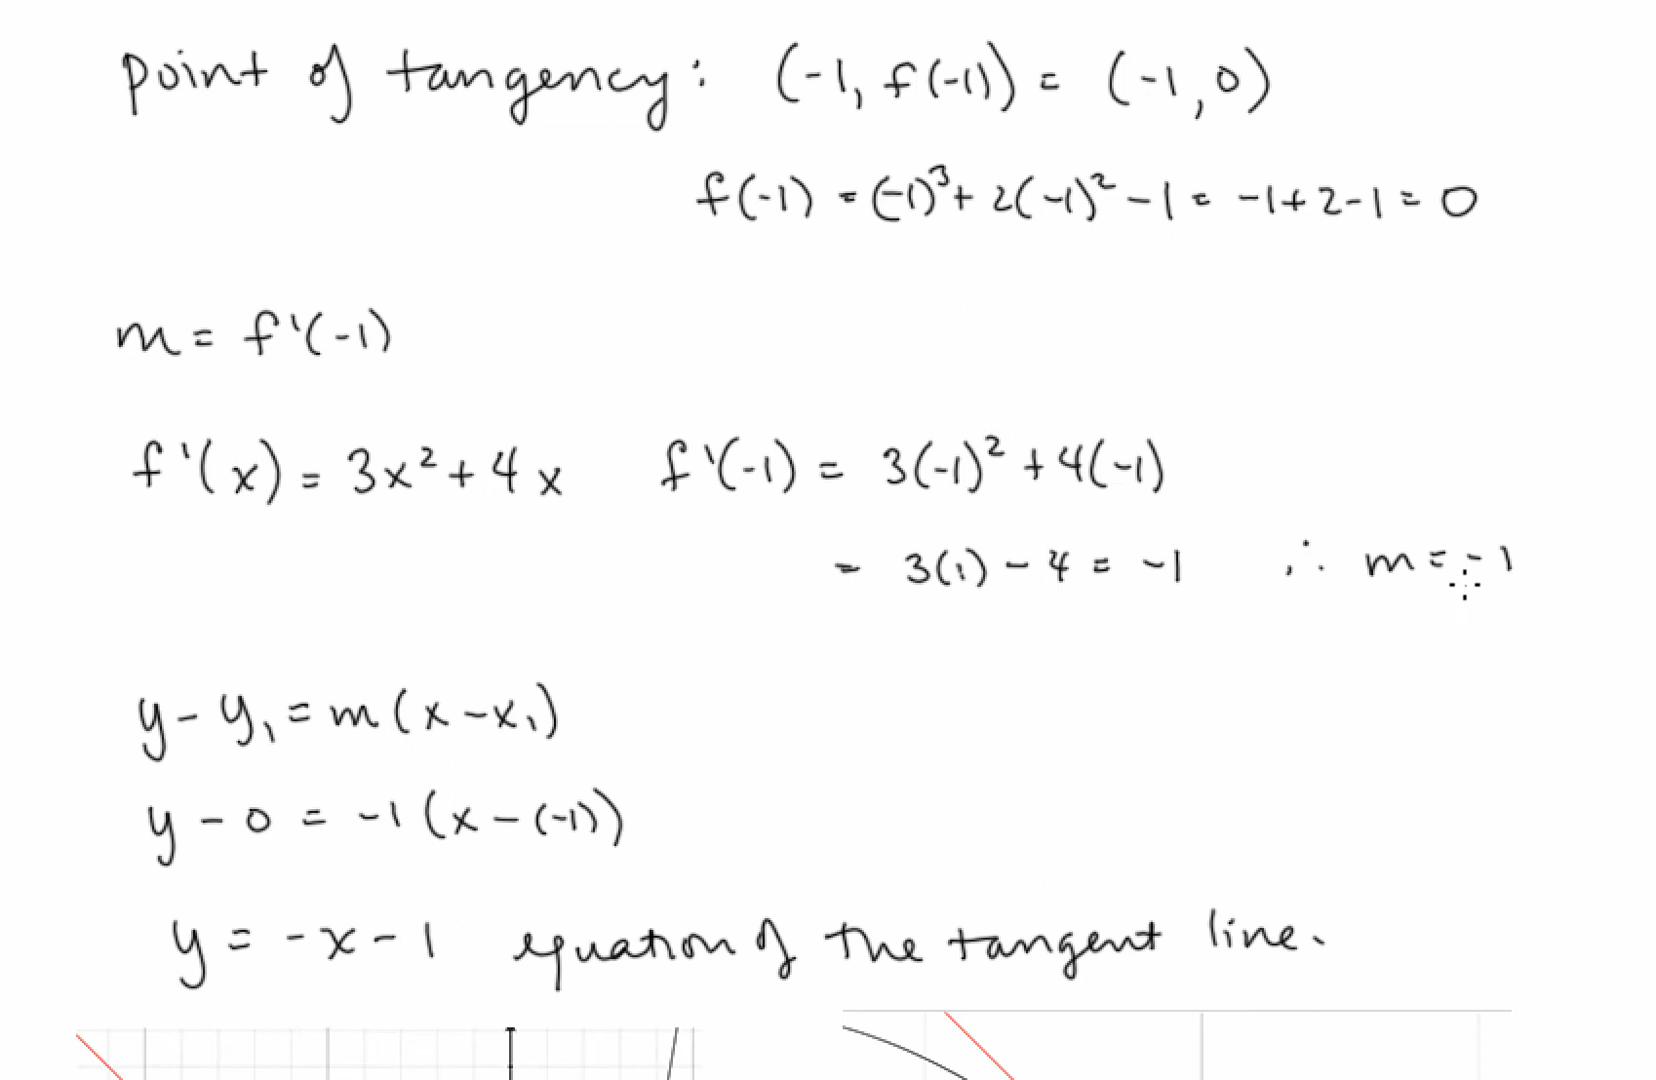 point of tangency: (-1, f(-1)) = (-1, 0)
f(-1) = (-1)³ + 2(-1)² - 1 = -1 + 2 - 1 = 0
m = f'(-1)
f'(x) = 3x² + 4x f'(-1) = 3(-1)² + 4(-1)
= 3(1) - 4 = -1 ∴ m = -1
y - y₁ = m(x - x₁)
y - 0 = -1(x - (-1))
y = -x - 1 equation of the tangent line.